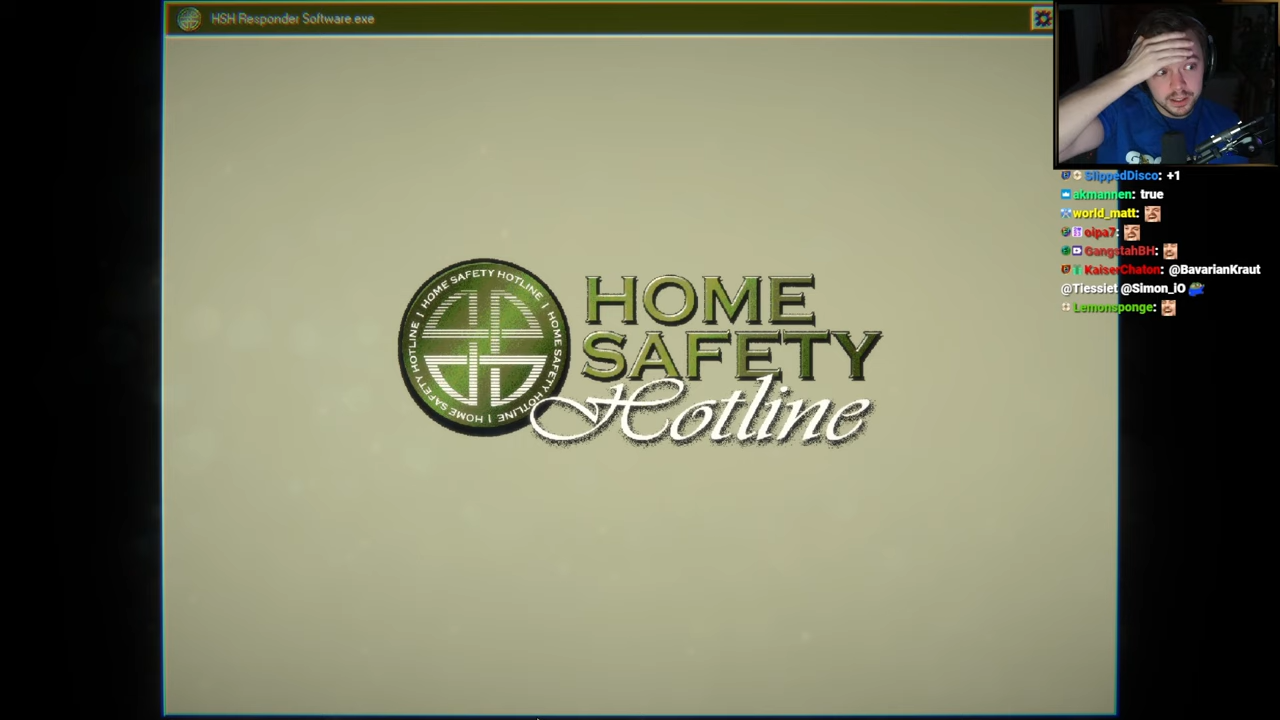 HSH Responder Software.exe
HOME SAFETY HOTLINE | HOME SAFETY HOTLINE | HOME SAFETY HOTLINE |
HOME
SAFETY
Hotline
SlippedDisco: +1
akmannen: true
world_matt:
oipa7:
GangstahBH:
KaiserChaton: @BavarianKraut
@Tiessiet @Simon_iO
Lemonsponge: